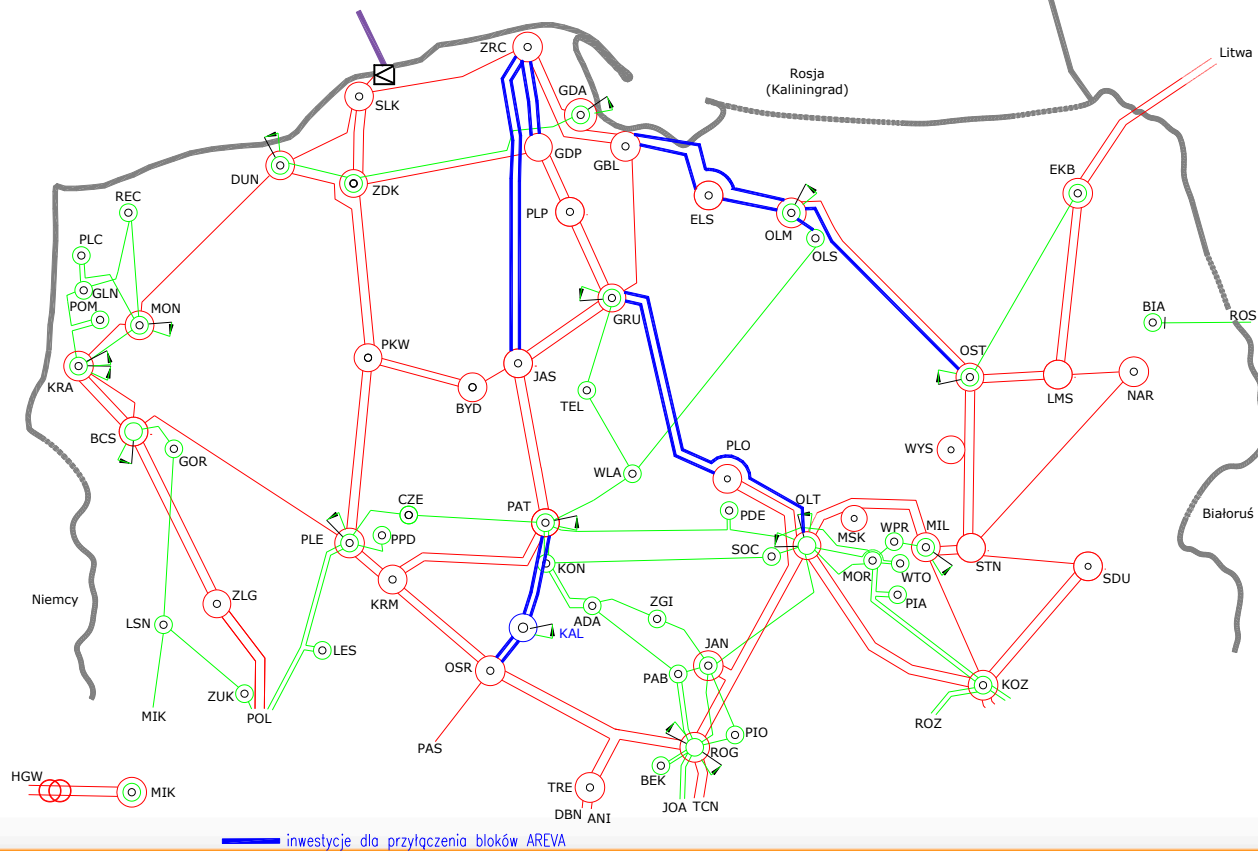 ZRC
Litwa
Rosja
(Kaliningrad)
GDA
SLK
GDP
GBL
EKB
DUN
ZDK
REC
PLP
ELS
OLM
OLS
PLC
GLN
POM
MON
BIA
ROS
GRU
PKW
JAS
OST
KRA
BYD
TEL
LMS
NAR
BCS
GOR
PLO
WYS
WLA
CZE
PAT
OLT
PLE
PPD
PDE
MSK
WPR
MIL
Białoruś
SOC
STN
KON
MOR
WTO
SDU
KRM
PIA
Niemcy
ZLG
ADA
ZGI
LSN
KAL
LES
JAN
OSR
PAB
KOZ
ZUK
MIK
POL
ROZ
PAS
PIO
ROG
HGW
MIK
TRE
BEK
JOA
TCN
DBN
ANI
inwestycje dla przyłączenia bloków AREVA